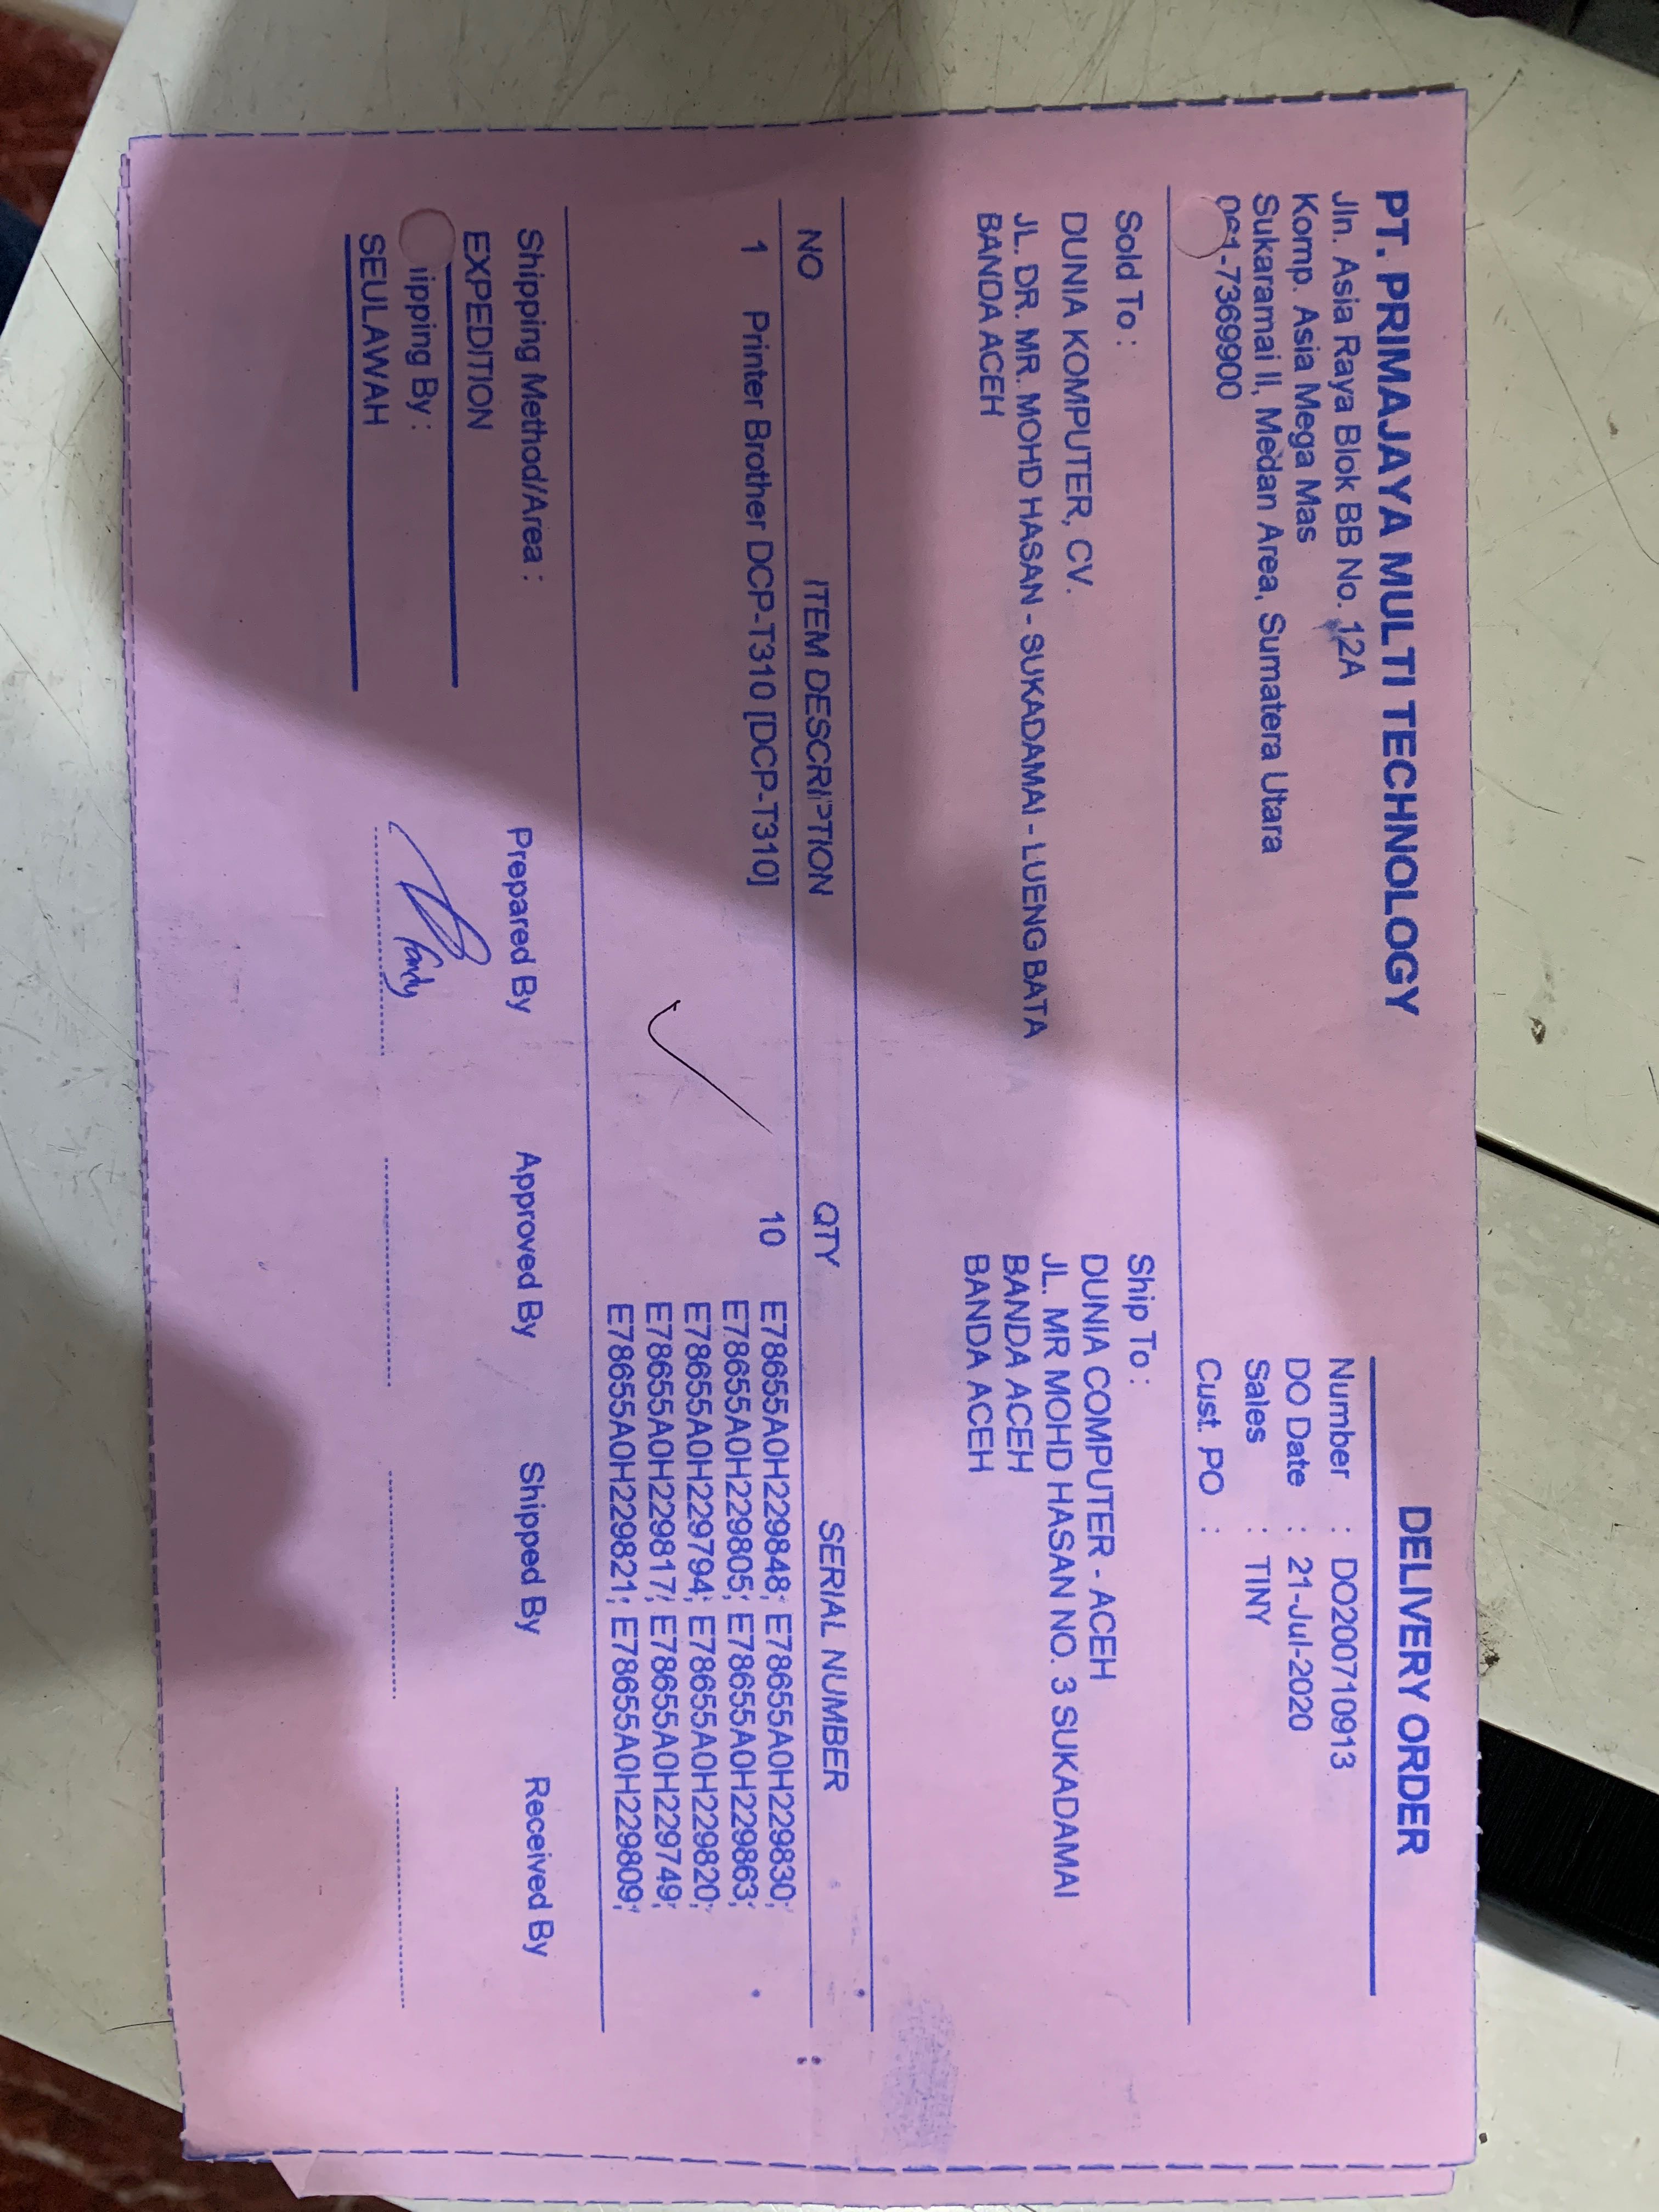 PT. PRIMAJAYA MULTI TECHNOLOGY
Jln. Asia Raya Blok BB No. 12A
Komp. Asia Mega Mas
Sukaramai II, Medan Area, Sumatera Utara
061-7369900
DELIVERY ORDER
Number : DO200710913
DO Date : 21-Jul-2020
Sales : TINY
Cust. PO :
Sold To :
DUNIA KOMPUTER, CV.
JL. DR. MR. MOHD HASAN - SUKADAMAI - LUENG BATA
BANDA ACEH
Ship To :
DUNIA COMPUTER - ACEH
JL. MR MOHD HASAN NO. 3 SUKADAMAI
BANDA ACEH
BANDA ACEH
NO ITEM DESCRIPTION QTY SERIAL NUMBER
1 Printer Brother DCP-T310 [DCP-T310] 10 E78655A0H229848; E78655A0H229830;
E78655A0H229805; E78655A0H229863;
E78655A0H229794; E78655A0H229820;
E78655A0H229817; E78655A0H229749;
E78655A0H229821; E78655A0H229809;
Shipping Method/Area :
EXPEDITION
ipping By :
SEULAWAH
Prepared By Approved By Shipped By Received By